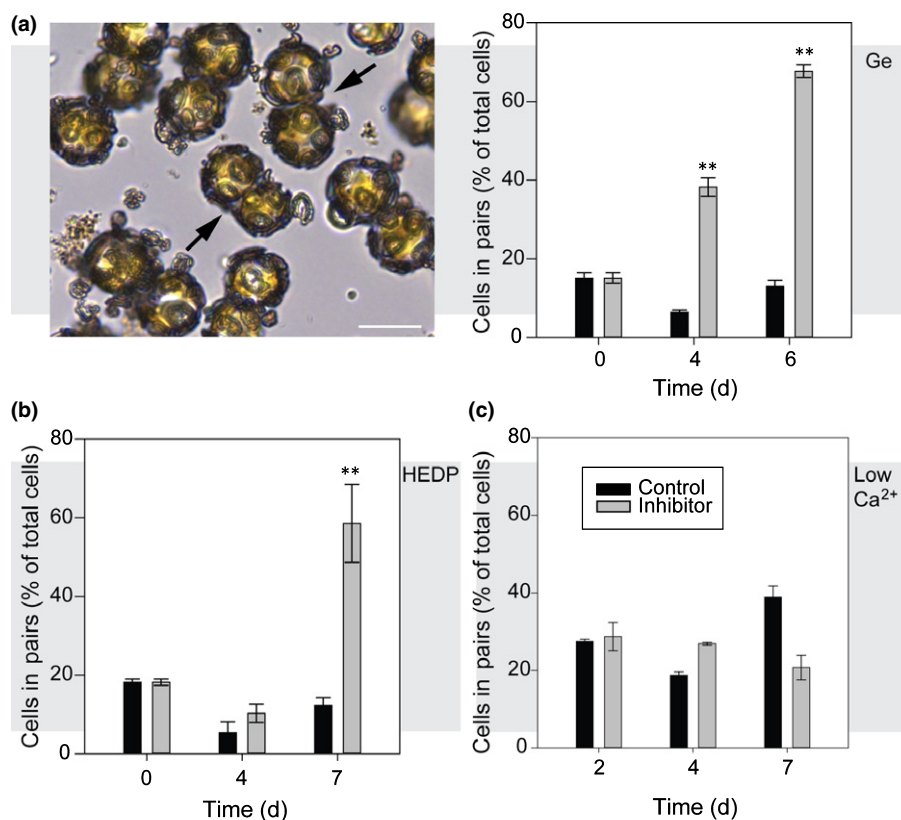 (a)
Cells in pairs (% of total cells)
80
60
40
20
0
**
**
Ge
0 4 6
Time (d)
(b)
Cells in pairs (% of total cells)
80
60
40
20
0
**
HEDP
0 4 7
Time (d)
(c)
Cells in pairs (% of total cells)
80
60
40
20
0
Control
Inhibitor
Low
Ca²⁺
2 4 7
Time (d)